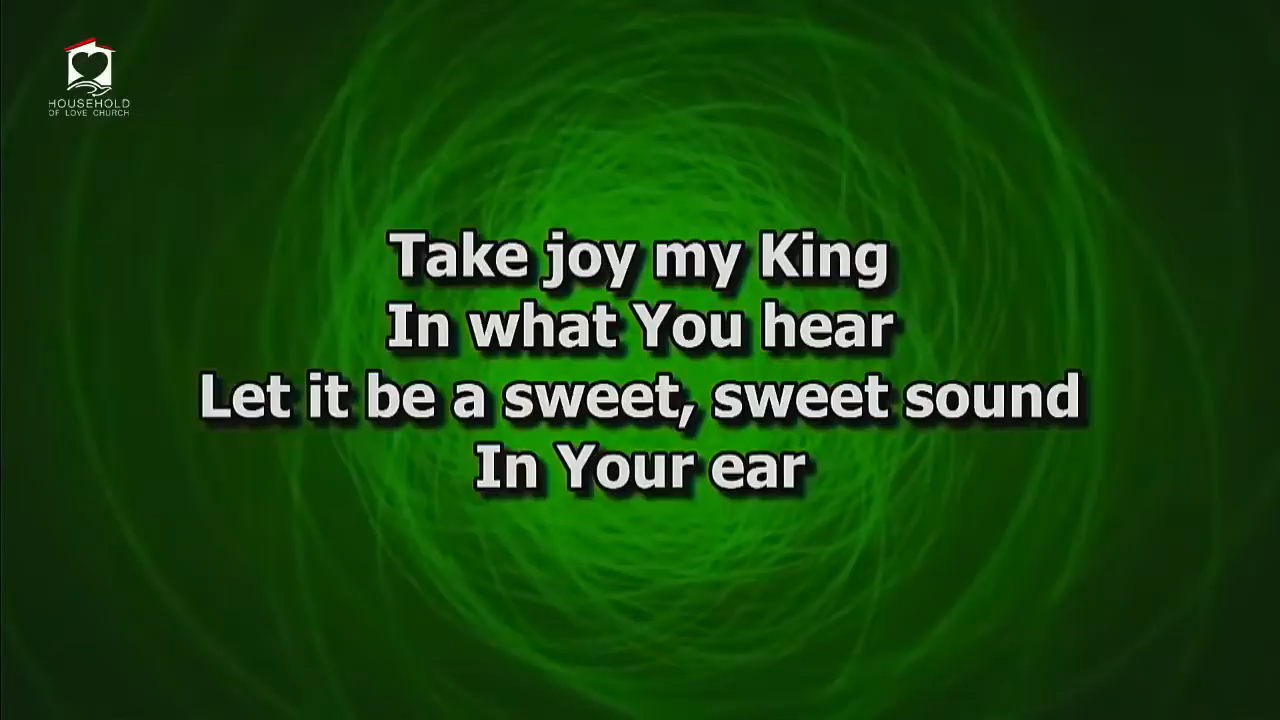 HOUSEHOLD
OF LOVE CHURCH
Take joy my King
In what You hear
Let it be a sweet, sweet sound
In Your ear